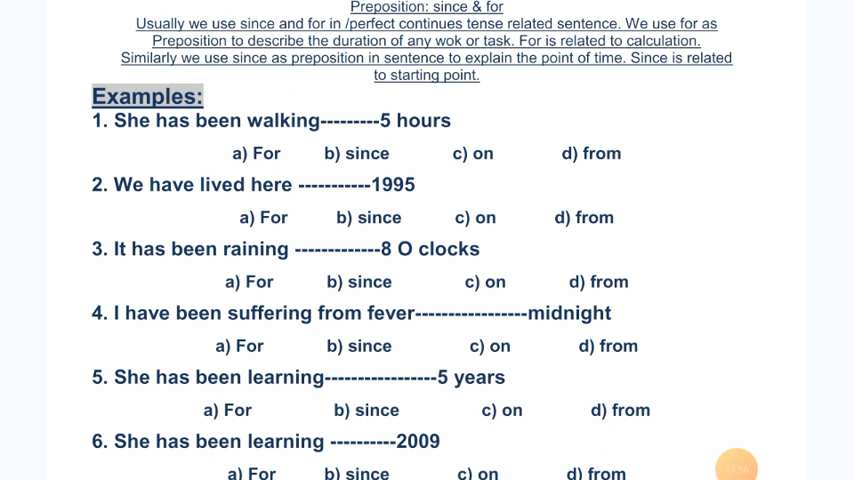 Preposition: since & for
Usually we use since and for in /perfect continues tense related sentence. We use for as
Preposition to describe the duration of any wok or task. For is related to calculation.
Similarly we use since as preposition in sentence to explain the point of time. Since is related
to starting point.
Examples:
1. She has been walking---------5 hours
a) For b) since c) on d) from
2. We have lived here -----------1995
a) For b) since c) on d) from
3. It has been raining -------------8 O clocks
a) For b) since c) on d) from
4. I have been suffering from fever-----------------midnight
a) For b) since c) on d) from
5. She has been learning-----------------5 years
a) For b) since c) on d) from
6. She has been learning ----------2009
a) For b) since c) on d) from